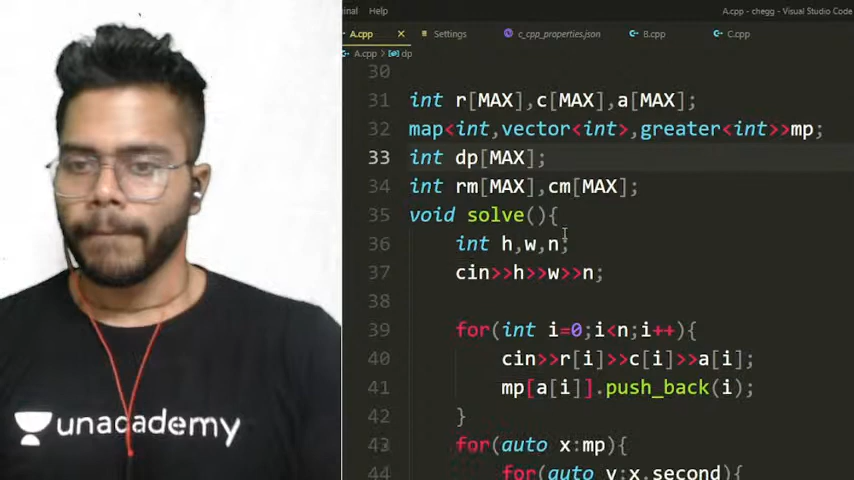 minal Help A.cpp - chegg - Visual Studio Code
A.cpp × Settings c_cpp_properties.json B.cpp C.cpp
A.cpp > dp
30
31 int r[MAX],c[MAX],a[MAX];
32 map<int,vector<int>,greater<int>>mp;
33 int dp[MAX];
34 int rm[MAX],cm[MAX];
35 void solve(){
36 int h,w,n;
37 cin>>h>>w>>n;
38
39 for(int i=0;i<n;i++){
40 cin>>r[i]>>c[i]>>a[i];
41 mp[a[i]].push_back(i);
42 }
43 for(auto x:mp){
44 for(auto y:x.second){
unacademy